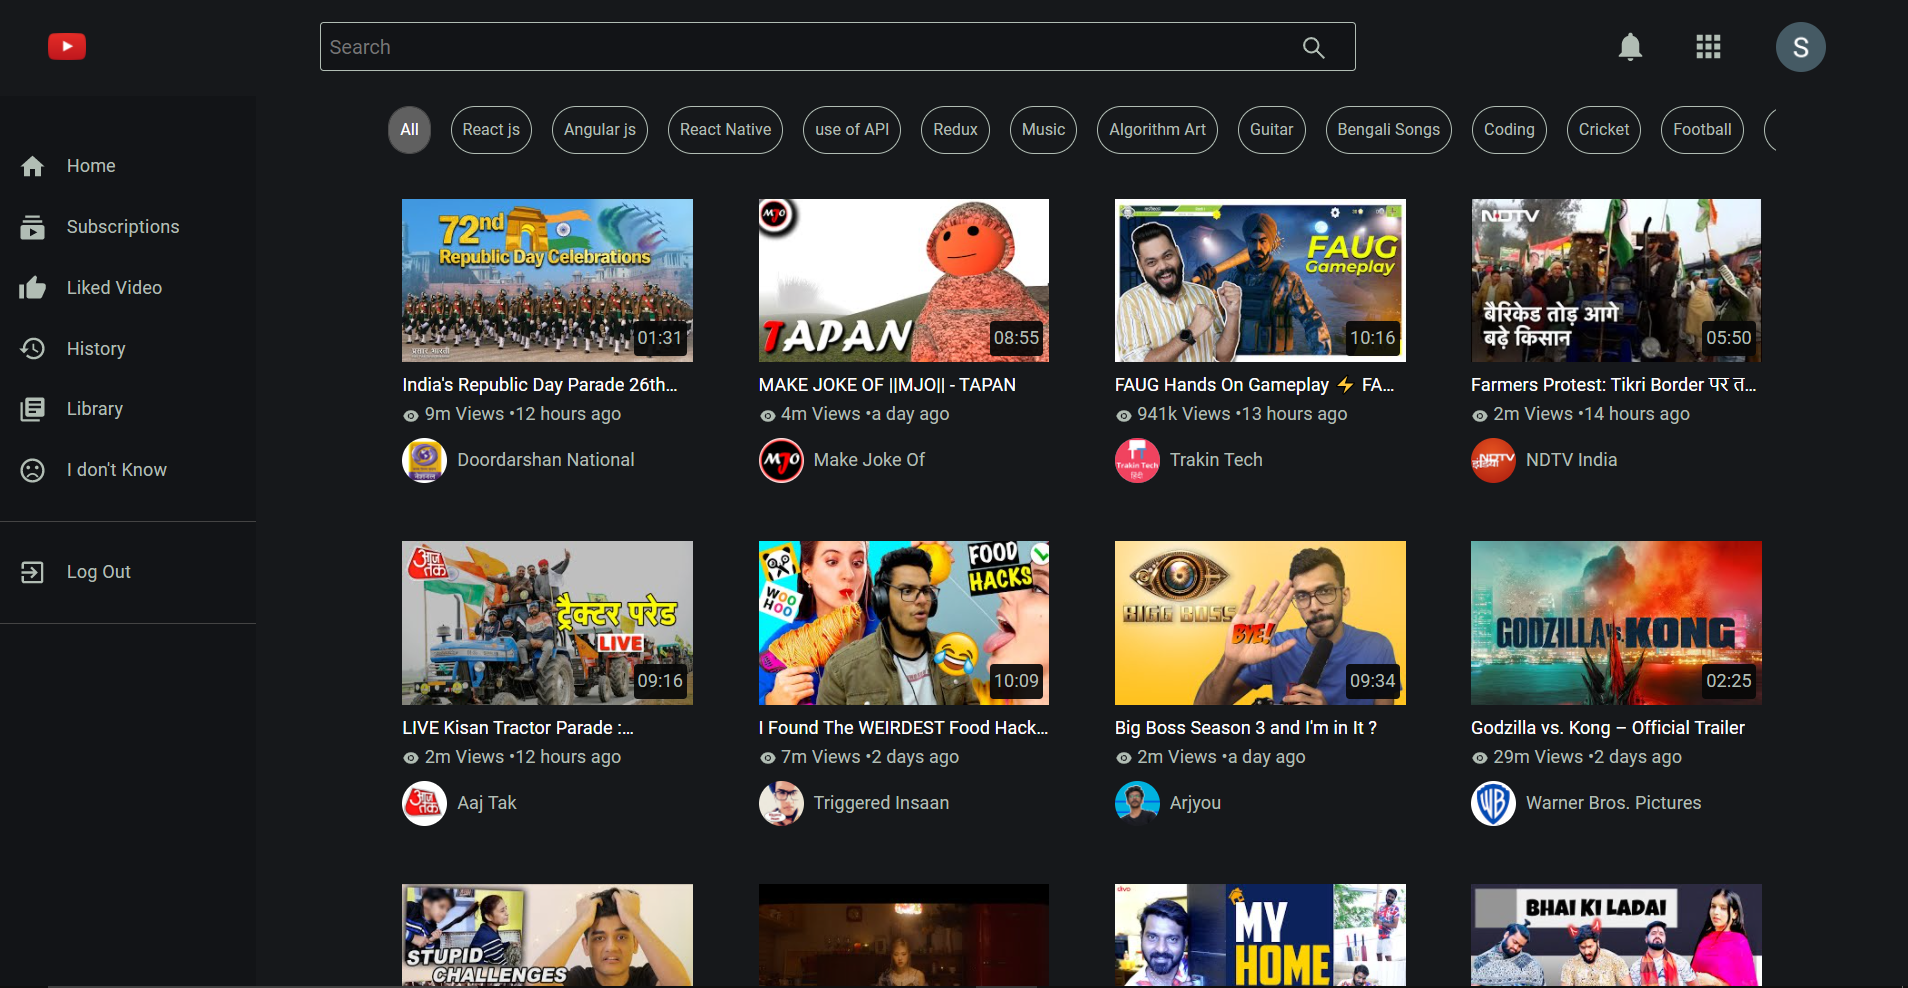 Search
S
All
React js
Angular js
React Native
use of API
Redux
Music
Algorithm Art
Guitar
Bengali Songs
Coding
Cricket
Football
Home
Subscriptions
Liked Video
History
Library
I don't Know
Log Out
72nd
Republic Day Celebrations
01:31
India's Republic Day Parade 26th...
9m Views •12 hours ago
Doordarshan National
MJO
TAPAN
08:55
MAKE JOKE OF ||MJO|| - TAPAN
4m Views •a day ago
MJO
Make Joke Of
FAUG
Gameplay
10:16
FAUG Hands On Gameplay ⚡ FA...
941k Views •13 hours ago
Trakin Tech
हिंदी
Trakin Tech
NDTV
बैरिकेड तोड़ आगे
बढ़े किसान
05:50
Farmers Protest: Tikri Border पर त...
2m Views •14 hours ago
NDTV
इंडिया
NDTV India
आज
तक
ट्रैक्टर परेड
LIVE
09:16
LIVE Kisan Tractor Parade :...
2m Views •12 hours ago
आज
तक
Aaj Tak
WOO
HOO
FOOD
HACKS
10:09
I Found The WEIRDEST Food Hack...
7m Views •2 days ago
Triggered Insaan
BIGG BOSS
BYE!
09:34
Big Boss Season 3 and I'm in It ?
2m Views •a day ago
Arjyou
GODZILLA VS. KONG
02:25
Godzilla vs. Kong – Official Trailer
29m Views •2 days ago
WB
Warner Bros. Pictures
STUPID
CHALLENGES
divo
MY
HOME
BHAI KI LADAI